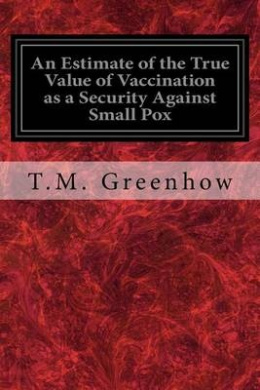 An Estimate of the True
Value of Vaccination
as a Security Against
Small Pox
T.M. Greenhow